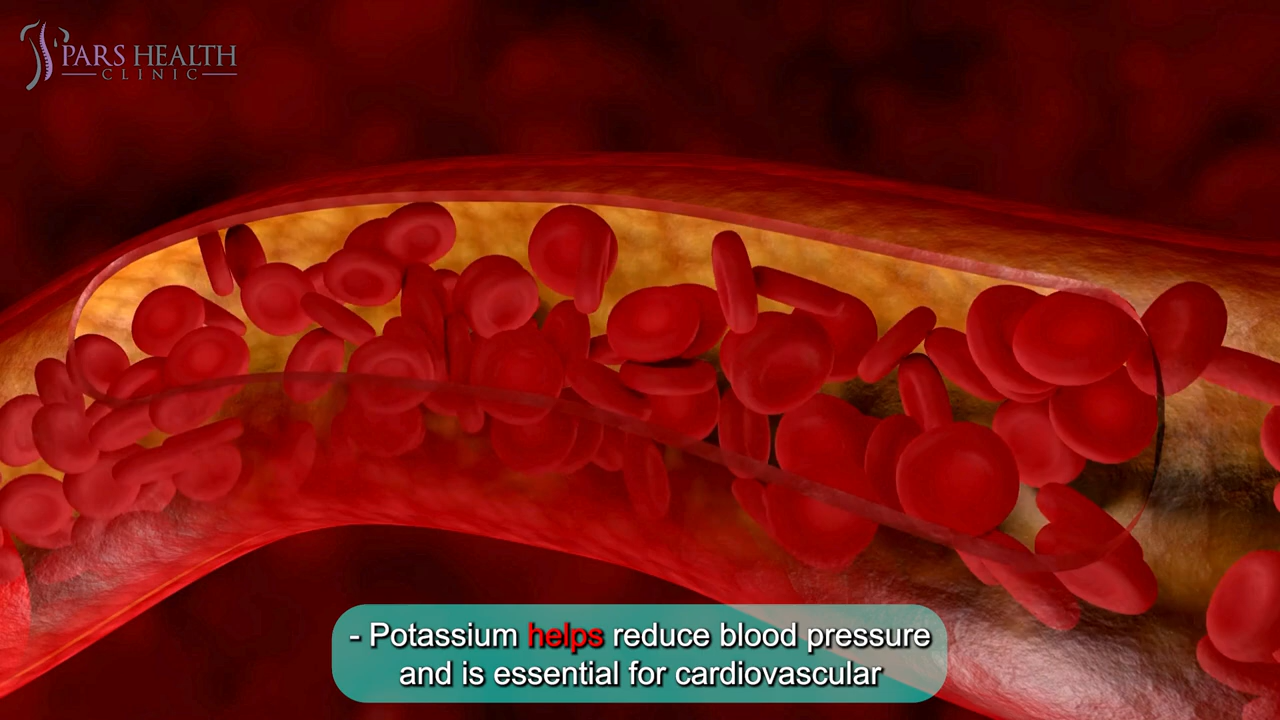 PARS HEALTH
CLINIC
- Potassium helps reduce blood pressure
and is essential for cardiovascular